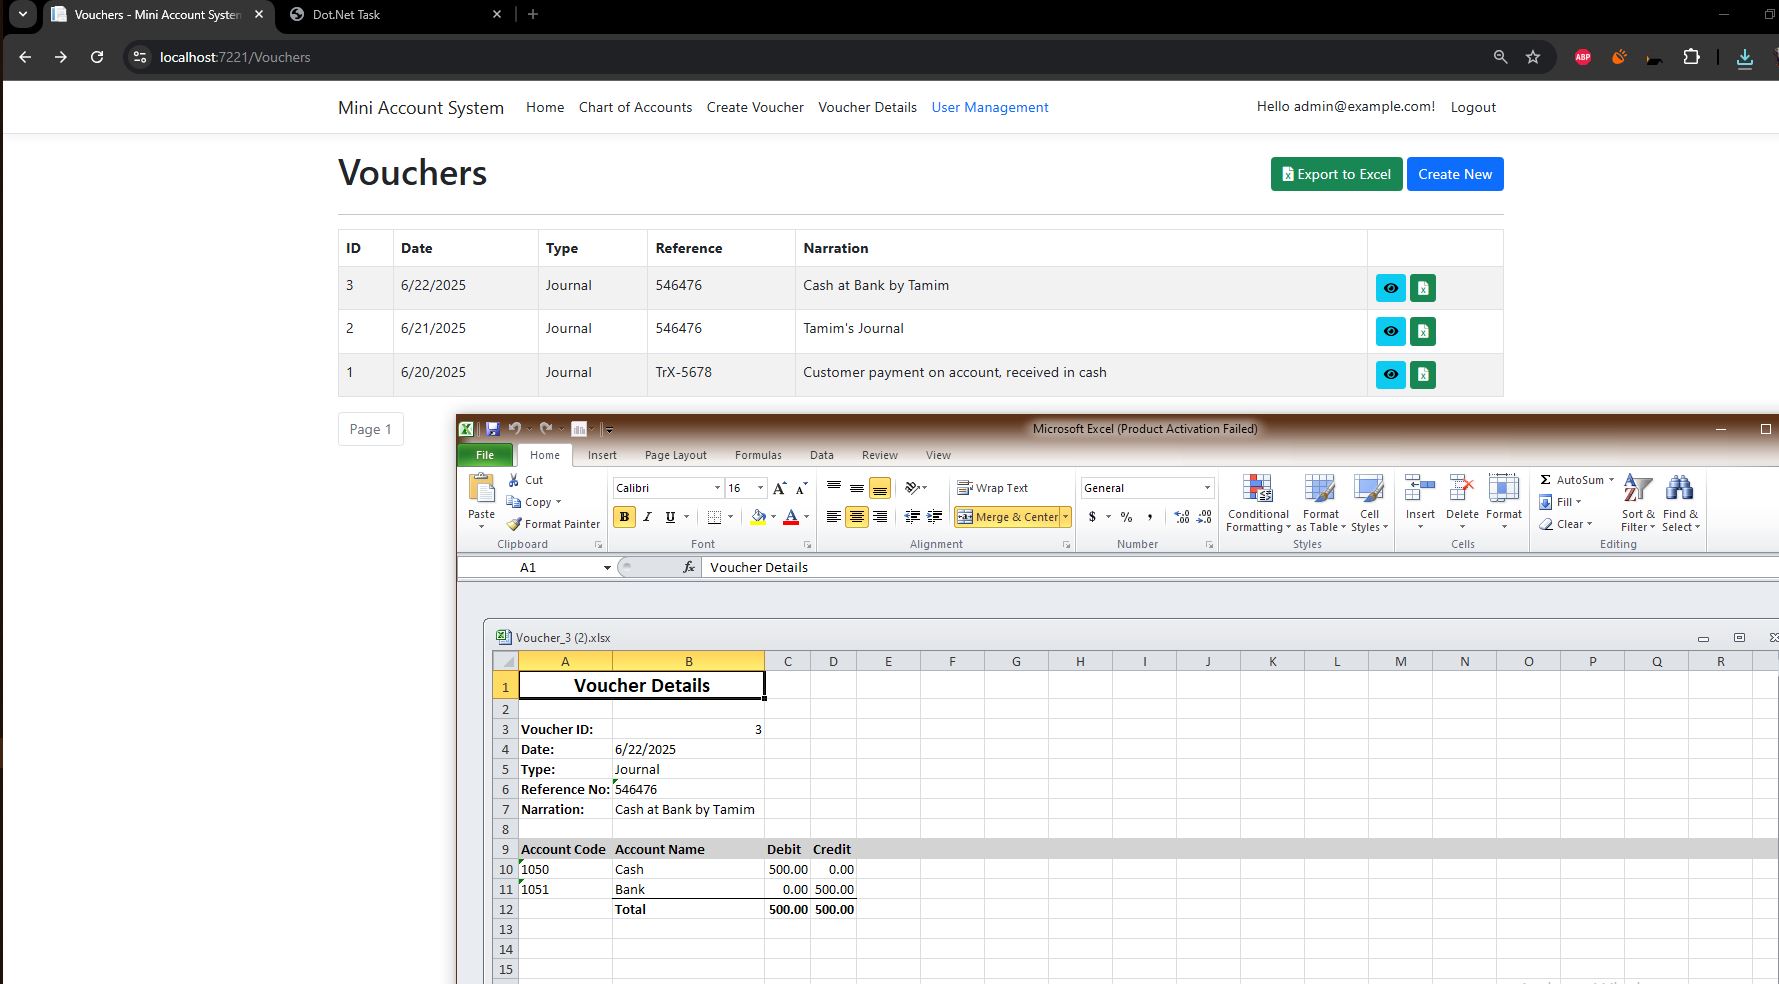 Vouchers - Mini Account System
Dot.Net Task
localhost:7221/Vouchers
ABP
Mini Account System Home Chart of Accounts Create Voucher Voucher Details User Management Hello admin@example.com! Logout
Vouchers Export to Excel Create New
ID Date Type Reference Narration
3 6/22/2025 Journal 546476 Cash at Bank by Tamim
2 6/21/2025 Journal 546476 Tamim's Journal
1 6/20/2025 Journal TrX-5678 Customer payment on account, received in cash
Page 1
Microsoft Excel (Product Activation Failed)
File Home Insert Page Layout Formulas Data Review View
Paste Cut Copy Format Painter
Clipboard
Calibri 16 A A
B I U A
Font
Wrap Text
Merge & Center
Alignment
General
$ % , .00 .00
Number
Conditional Formatting Format as Table Cell Styles
Styles
Insert Delete Format
Cells
AutoSum Fill Clear Sort & Filter Find & Select
Editing
A1 fx Voucher Details
Voucher_3 (2).xlsx
A B C D E F G H I J K L M N O P Q R
1 Voucher Details
2
3 Voucher ID: 3
4 Date: 6/22/2025
5 Type: Journal
6 Reference No: 546476
7 Narration: Cash at Bank by Tamim
8
9 Account Code Account Name Debit Credit
10 1050 Cash 500.00 0.00
11 1051 Bank 0.00 500.00
12 Total 500.00 500.00
13
14
15